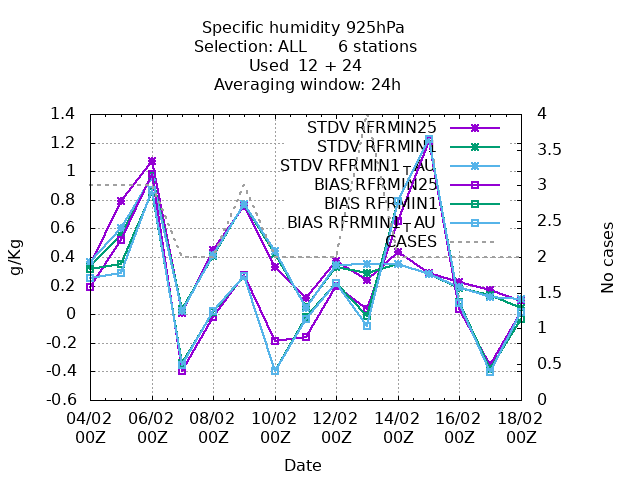 Specific humidity 925hPa
Selection: ALL 6 stations
Used 12 + 24
Averaging window: 24h
1.4
1.2
1
0.8
0.6
0.4
0.2
0
-0.2
-0.4
-0.6
g/Kg
4
3.5
3
2.5
2
1.5
1
0.5
0
No cases
STDV RFRMIN25
STDV RFRMIN1
STDV RFRMIN1_AU
BIAS RFRMIN25
BIAS RFRMIN1
BIAS RFRMIN1_AU
CASES
04/02 06/02 08/02 10/02 12/02 14/02 16/02 18/02
00Z 00Z 00Z 00Z 00Z 00Z 00Z 00Z
Date